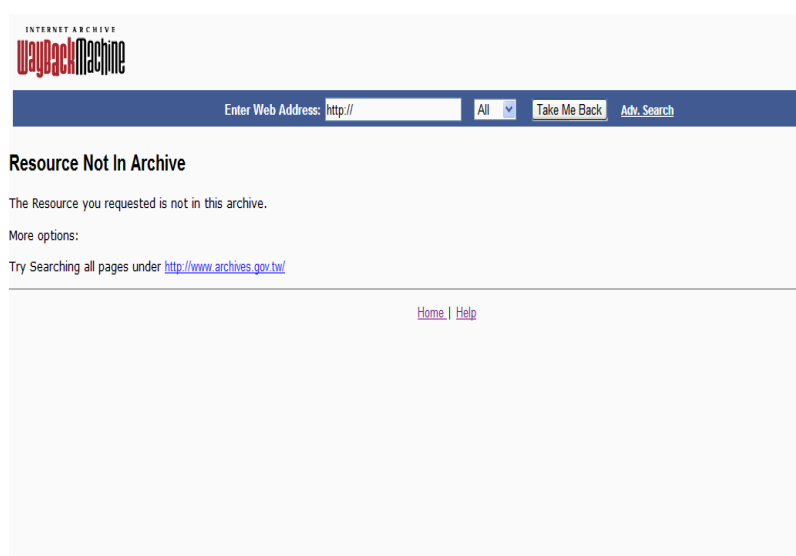 INTERNET ARCHIVE
WayBackMachine
Enter Web Address: http:// All Take Me Back Adv. Search
Resource Not In Archive
The Resource you requested is not in this archive.
More options:
Try Searching all pages under http://www.archives.gov.tw/
Home | Help